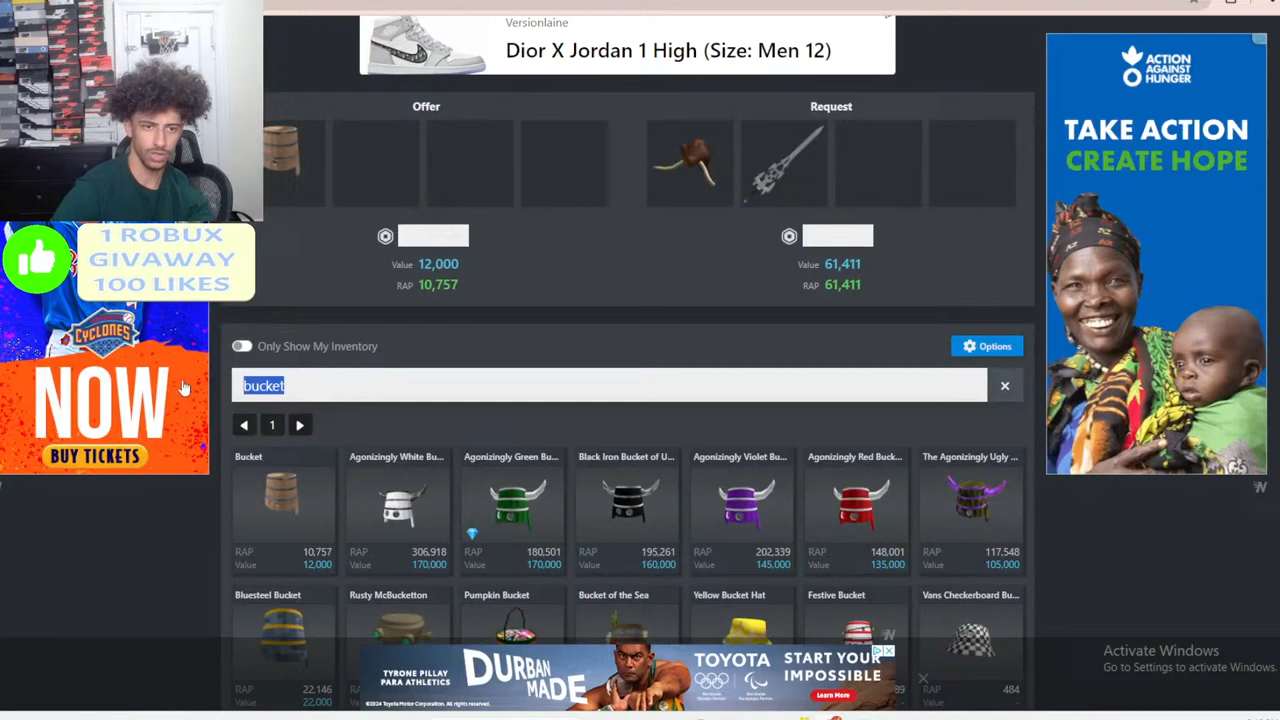 Versionlaine
Dior X Jordan 1 High (Size: Men 12)
ACTION
AGAINST
HUNGER
TAKE ACTION
CREATE HOPE
Offer
Request
Value 12,000
RAP 10,757
Value 61,411
RAP 61,411
1 ROBUX
GIVAWAY
100 LIKES
CYCLONES
NOW
BUY TICKETS
Only Show My Inventory
Options
bucket
1
Bucket
Agonizingly White Bu...
Agonizingly Green Bu...
Black Iron Bucket of U...
Agonizingly Violet Bu...
Agonizingly Red Buck...
The Agonizingly Ugly ...
RAP 10,757
Value 12,000
RAP 306,918
Value 170,000
RAP 180,501
Value 170,000
RAP 195,261
Value 160,000
RAP 202,339
Value 145,000
RAP 148,001
Value 135,000
RAP 117,548
Value 105,000
Bluesteel Bucket
Rusty McBucketton
Pumpkin Bucket
Bucket of the Sea
Yellow Bucket Hat
Festive Bucket
Vans Checkerboard Bu...
RAP 22,146
Value 22,000
89
484
TYRONE PILLAY
PARA ATHLETICS
DURBAN
MADE
TOYOTA
START YOUR
IMPOSSIBLE
Learn More
©2024 Toyota Motor Corporation. All rights reserved.
Activate Windows
Go to Settings to activate Windows.